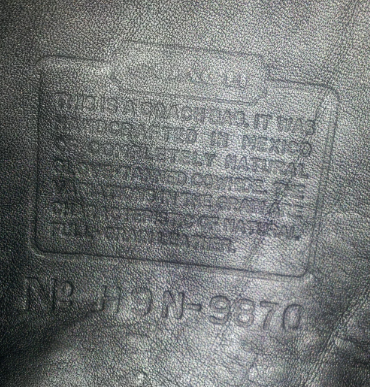 THIS IS A COACH BAG. IT WAS
HANDCRAFTED IN MEXICO
OF COMPLETELY NATURAL
GLOVE-TANNED COWHIDE. THE
VARIATIONS IN THE GRAIN ARE
CHARACTERISTIC OF NATURAL,
FULL-GRAIN LEATHER.
No H9N-9870